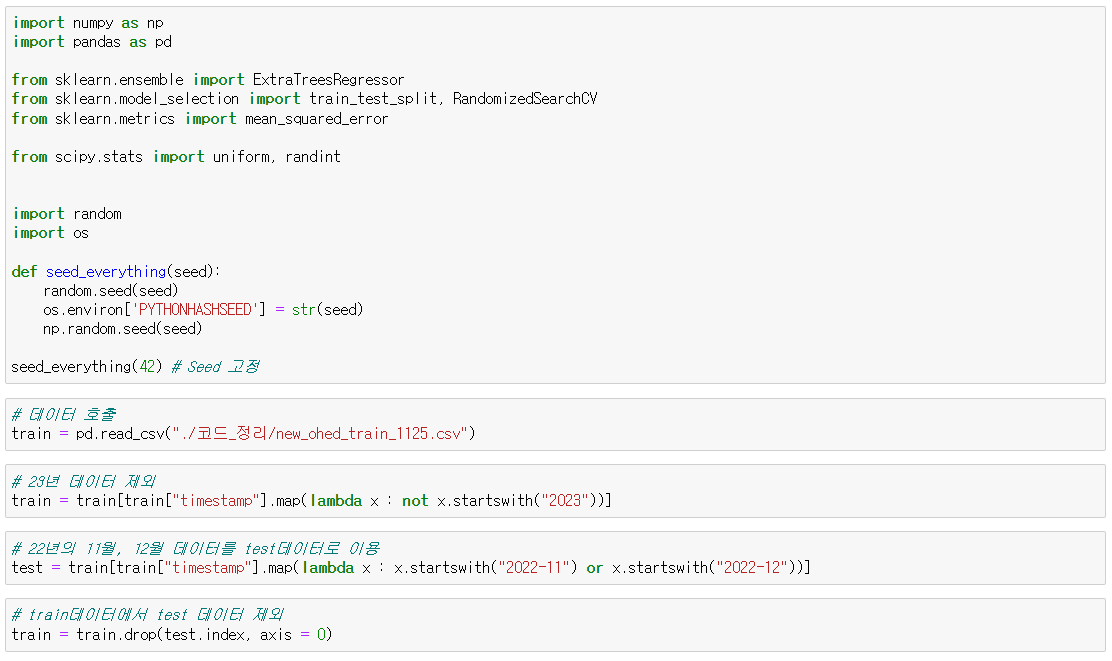 import numpy as np
import pandas as pd
from sklearn.ensemble import ExtraTreesRegressor
from sklearn.model_selection import train_test_split, RandomizedSearchCV
from sklearn.metrics import mean_squared_error
from scipy.stats import uniform, randint
import random
import os
def seed_everything(seed):
    random.seed(seed)
    os.environ['PYTHONHASHSEED'] = str(seed)
    np.random.seed(seed)
seed_everything(42) # Seed 고정
# 데이터 호출
train = pd.read_csv("./코드_정리/new_ohed_train_1125.csv")
# 23년 데이터 제외
train = train[train["timestamp"].map(lambda x : not x.startswith("2023"))]
# 22년의 11월, 12월 데이터를 test데이터로 이용
test = train[train["timestamp"].map(lambda x : x.startswith("2022-11") or x.startswith("2022-12"))]
# train데이터에서 test 데이터 제외
train = train.drop(test.index, axis = 0)